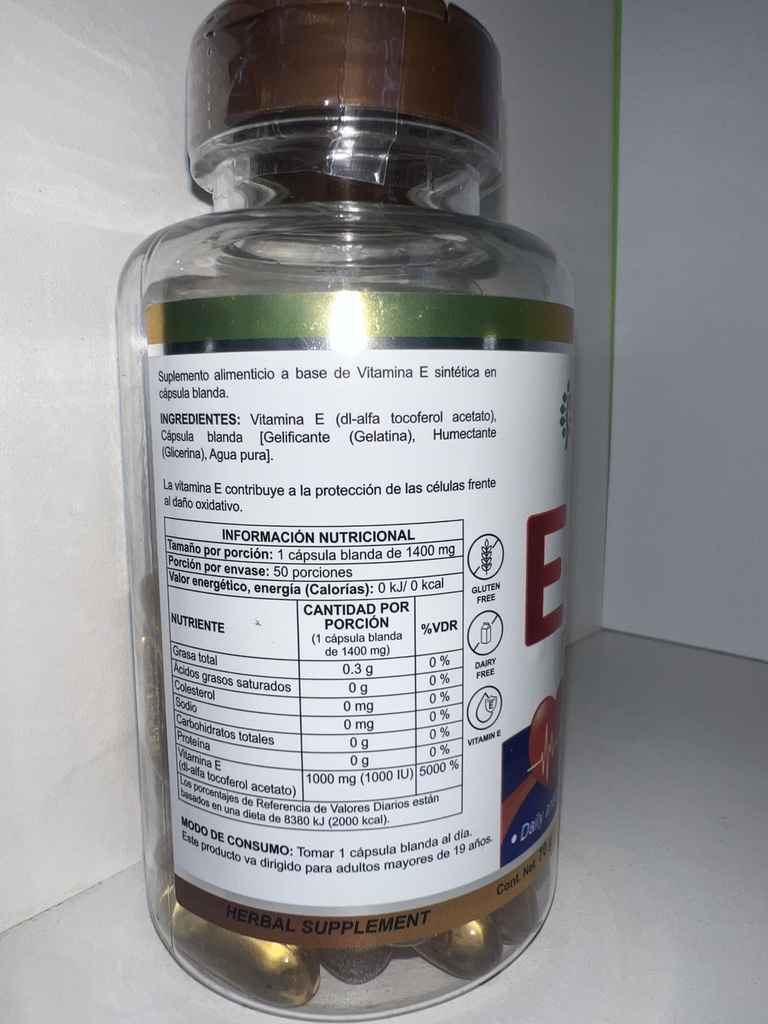 Suplemento alimenticio a base de Vitamina E sintética en
cápsula blanda.
INGREDIENTES: Vitamina E (dl-alfa tocoferol acetato),
Cápsula blanda [Gelificante (Gelatina), Humectante
(Glicerina), Agua pura].
La vitamina E contribuye a la protección de las células frente
al daño oxidativo.
INFORMACIÓN NUTRICIONAL
Tamaño por porción: 1 cápsula blanda de 1400 mg
Porción por envase: 50 porciones
Valor energético, energía (Calorías): 0 kJ/ 0 kcal
NUTRIENTE
CANTIDAD POR
PORCIÓN
(1 cápsula blanda
de 1400 mg)
%VDR
Grasa total 0.3 g 0 %
Ácidos grasos saturados 0 g 0 %
Colesterol 0 mg 0 %
Sodio 0 mg 0 %
Carbohidratos totales 0 g 0 %
Proteína 0 g 0 %
Vitamina E
(dl-alfa tocoferol acetato) 1000 mg (1000 IU) 5000 %
Los porcentajes de Referencia de Valores Diarios están
basados en una dieta de 8380 kJ (2000 kcal).
MODO DE CONSUMO: Tomar 1 cápsula blanda al día.
Este producto va dirigido para adultos mayores de 19 años.
HERBAL SUPPLEMENT
GLUTEN
FREE
DAIRY
FREE
E
VITAMIN E
E
• Daily
Cont. Net.